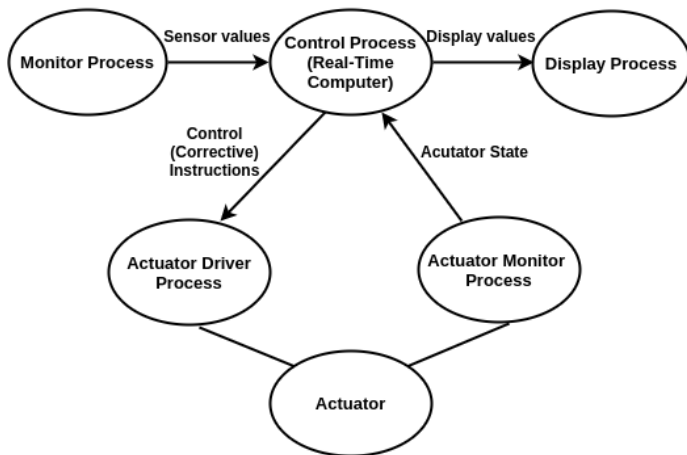 Sensor values
Monitor Process
Control Process
(Real-Time
Computer)
Display values
Display Process
Control
(Corrective)
Instructions
Acutator State
Actuator Driver
Process
Actuator Monitor
Process
Actuator